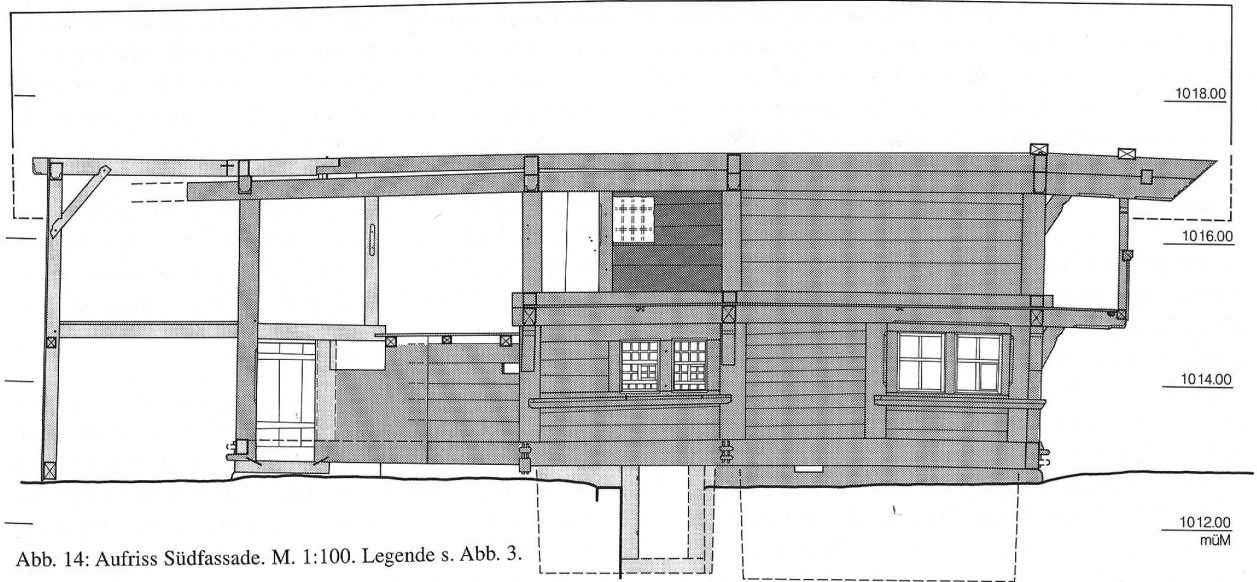 1018.00
1016.00
1014.00
1012.00
müM
Abb. 14: Aufriss Südfassade. M. 1:100. Legende s. Abb. 3.